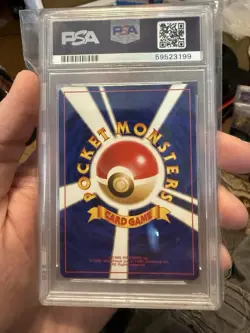 PSA
PSA
59523199
POCKET MONSTERS
CARD GAME